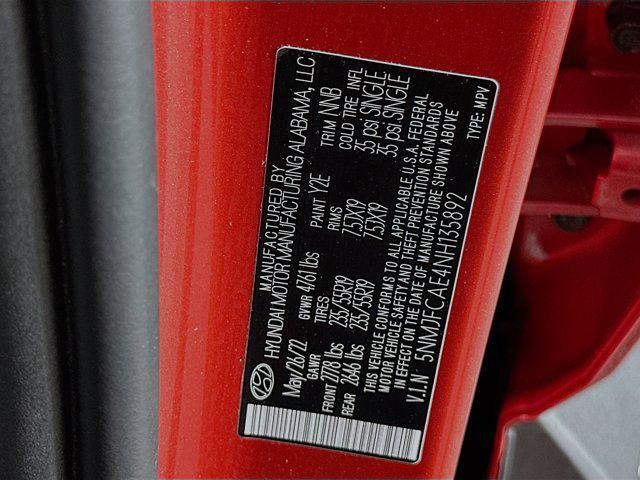 MANUFACTURED BY
HYUNDAI MOTOR MANUFACTURING ALABAMA, LLC
May/26/22 PAINT Y2E TRIM NNB
GVWR 4761lbs
GAWR TIRES RIMS COLD TIRE INFL
FRONT 2778 lbs 235/55R19 7.5JX19 35 psi SINGLE
REAR 2646 lbs 235/55R19 7.5JX19 35 psi SINGLE
THIS VEHICLE CONFORMS TO ALL APPLICABLE U.S.A. FEDERAL
MOTOR VEHICLE SAFETY AND THEFT PREVENTION STANDARDS
IN EFFECT ON THE DATE OF MANUFACTURE SHOWN ABOVE
V.I.N 5NMJFCAE4NH135892 TYPE: MPV